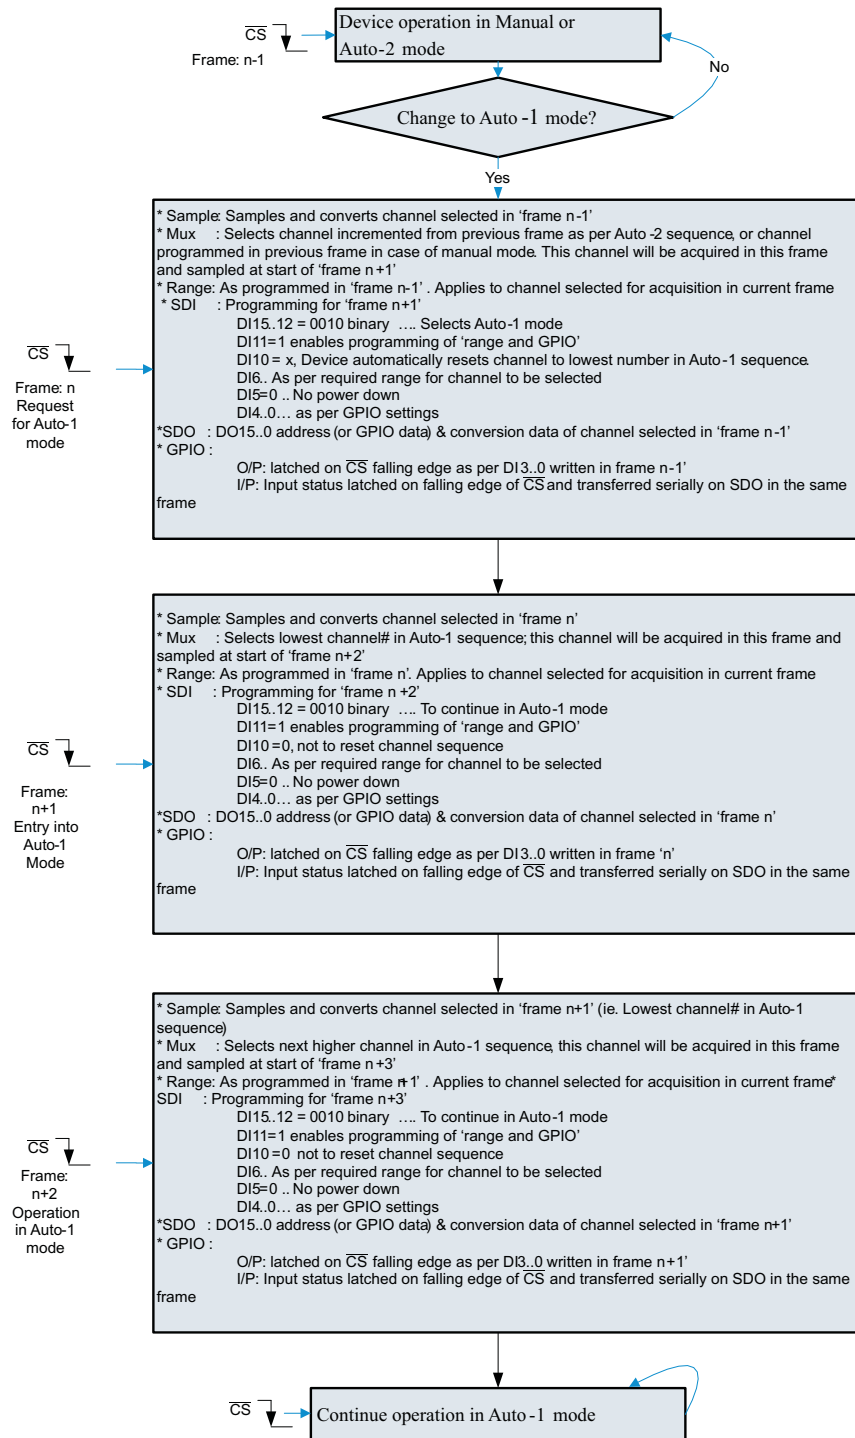 Device operation in Manual or
Auto-2 mode
CS
Frame: n-1
No
Change to Auto -1 mode?
Yes
* Sample: Samples and converts channel selected in ‘frame n-1’
* Mux : Selects channel incremented from previous frame as per Auto -2 sequence, or channel
programmed in previous frame in case of manual mode. This channel will be acquired in this frame
and sampled at start of ‘frame n+1’
* Range: As programmed in ‘frame n-1’ . Applies to channel selected for acquisition in current frame
* SDI : Programming for ‘frame n+1’
DI15..12 = 0010 binary …. Selects Auto-1 mode
DI11=1 enables programming of ‘range and GPIO’
DI10 = x, Device automatically resets channel to lowest number in Auto-1 sequence.
DI6.. As per required range for channel to be selected
DI5=0 .. No power down
DI4..0… as per GPIO settings
*SDO : DO15..0 address (or GPIO data) & conversion data of channel selected in ‘frame n-1’
* GPIO :
O/P: latched on CS falling edge as per DI3..0 written in frame n-1’
I/P: Input status latched on falling edge of CS and transferred serially on SDO in the same
frame
CS
Frame: n
Request
for Auto-1
mode
* Sample: Samples and converts channel selected in ‘frame n’
* Mux : Selects lowest channel# in Auto-1 sequence; this channel will be acquired in this frame and
sampled at start of ‘frame n+2’
* Range: As programmed in ‘frame n’. Applies to channel selected for acquisition in current frame
* SDI : Programming for ‘frame n+2’
DI15..12 = 0010 binary …. To continue in Auto-1 mode
DI11=1 enables programming of ‘range and GPIO’
DI10=0, not to reset channel sequence
DI6.. As per required range for channel to be selected
DI5=0 .. No power down
DI4..0… as per GPIO settings
*SDO : DO15..0 address (or GPIO data) & conversion data of channel selected in ‘frame n’
* GPIO :
O/P: latched on CS falling edge as per DI3..0 written in frame ‘n’
I/P: Input status latched on falling edge of CS and transferred serially on SDO in the same
frame
CS
Frame:
n+1
Entry into
Auto-1
Mode
* Sample: Samples and converts channel selected in ‘frame n+1’ (ie. Lowest channel# in Auto-1
sequence)
* Mux : Selects next higher channel in Auto-1 sequence, this channel will be acquired in this frame
and sampled at start of ‘frame n+3’
* Range: As programmed in ‘frame n+1’ . Applies to channel selected for acquisition in current frame*
SDI : Programming for ‘frame n+3’
DI15..12 = 0010 binary …. To continue in Auto-1 mode
DI11=1 enables programming of ‘range and GPIO’
DI10=0 not to reset channel sequence
DI6.. As per required range for channel to be selected
DI5=0 .. No power down
DI4..0… as per GPIO settings
*SDO : DO15..0 address (or GPIO data) & conversion data of channel selected in ‘frame n+1’
* GPIO :
O/P: latched on CS falling edge as per DI3..0 written in frame n+1’
I/P: Input status latched on falling edge of CS and transferred serially on SDO in the same
frame
CS
Frame:
n+2
Operation
in Auto-1
mode
CS
Continue operation in Auto -1 mode